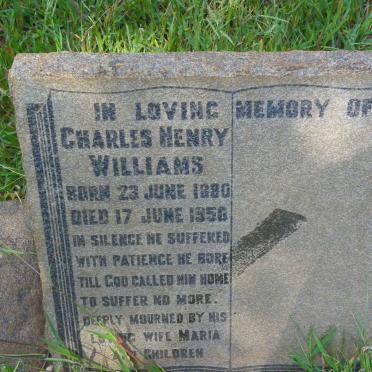 IN LOVING MEMORY OF
CHARLES HENRY
WILLIAMS
BORN 23 JUNE 1880
DIED 17 JUNE 1950
IN SILENCE HE SUFFERED
WITH PATIENCE HE BORE
TILL GOD CALLED HIM HOME
TO SUFFER NO MORE.
DEEPLY MOURNED BY HIS
LOVING WIFE MARIA
CHILDREN